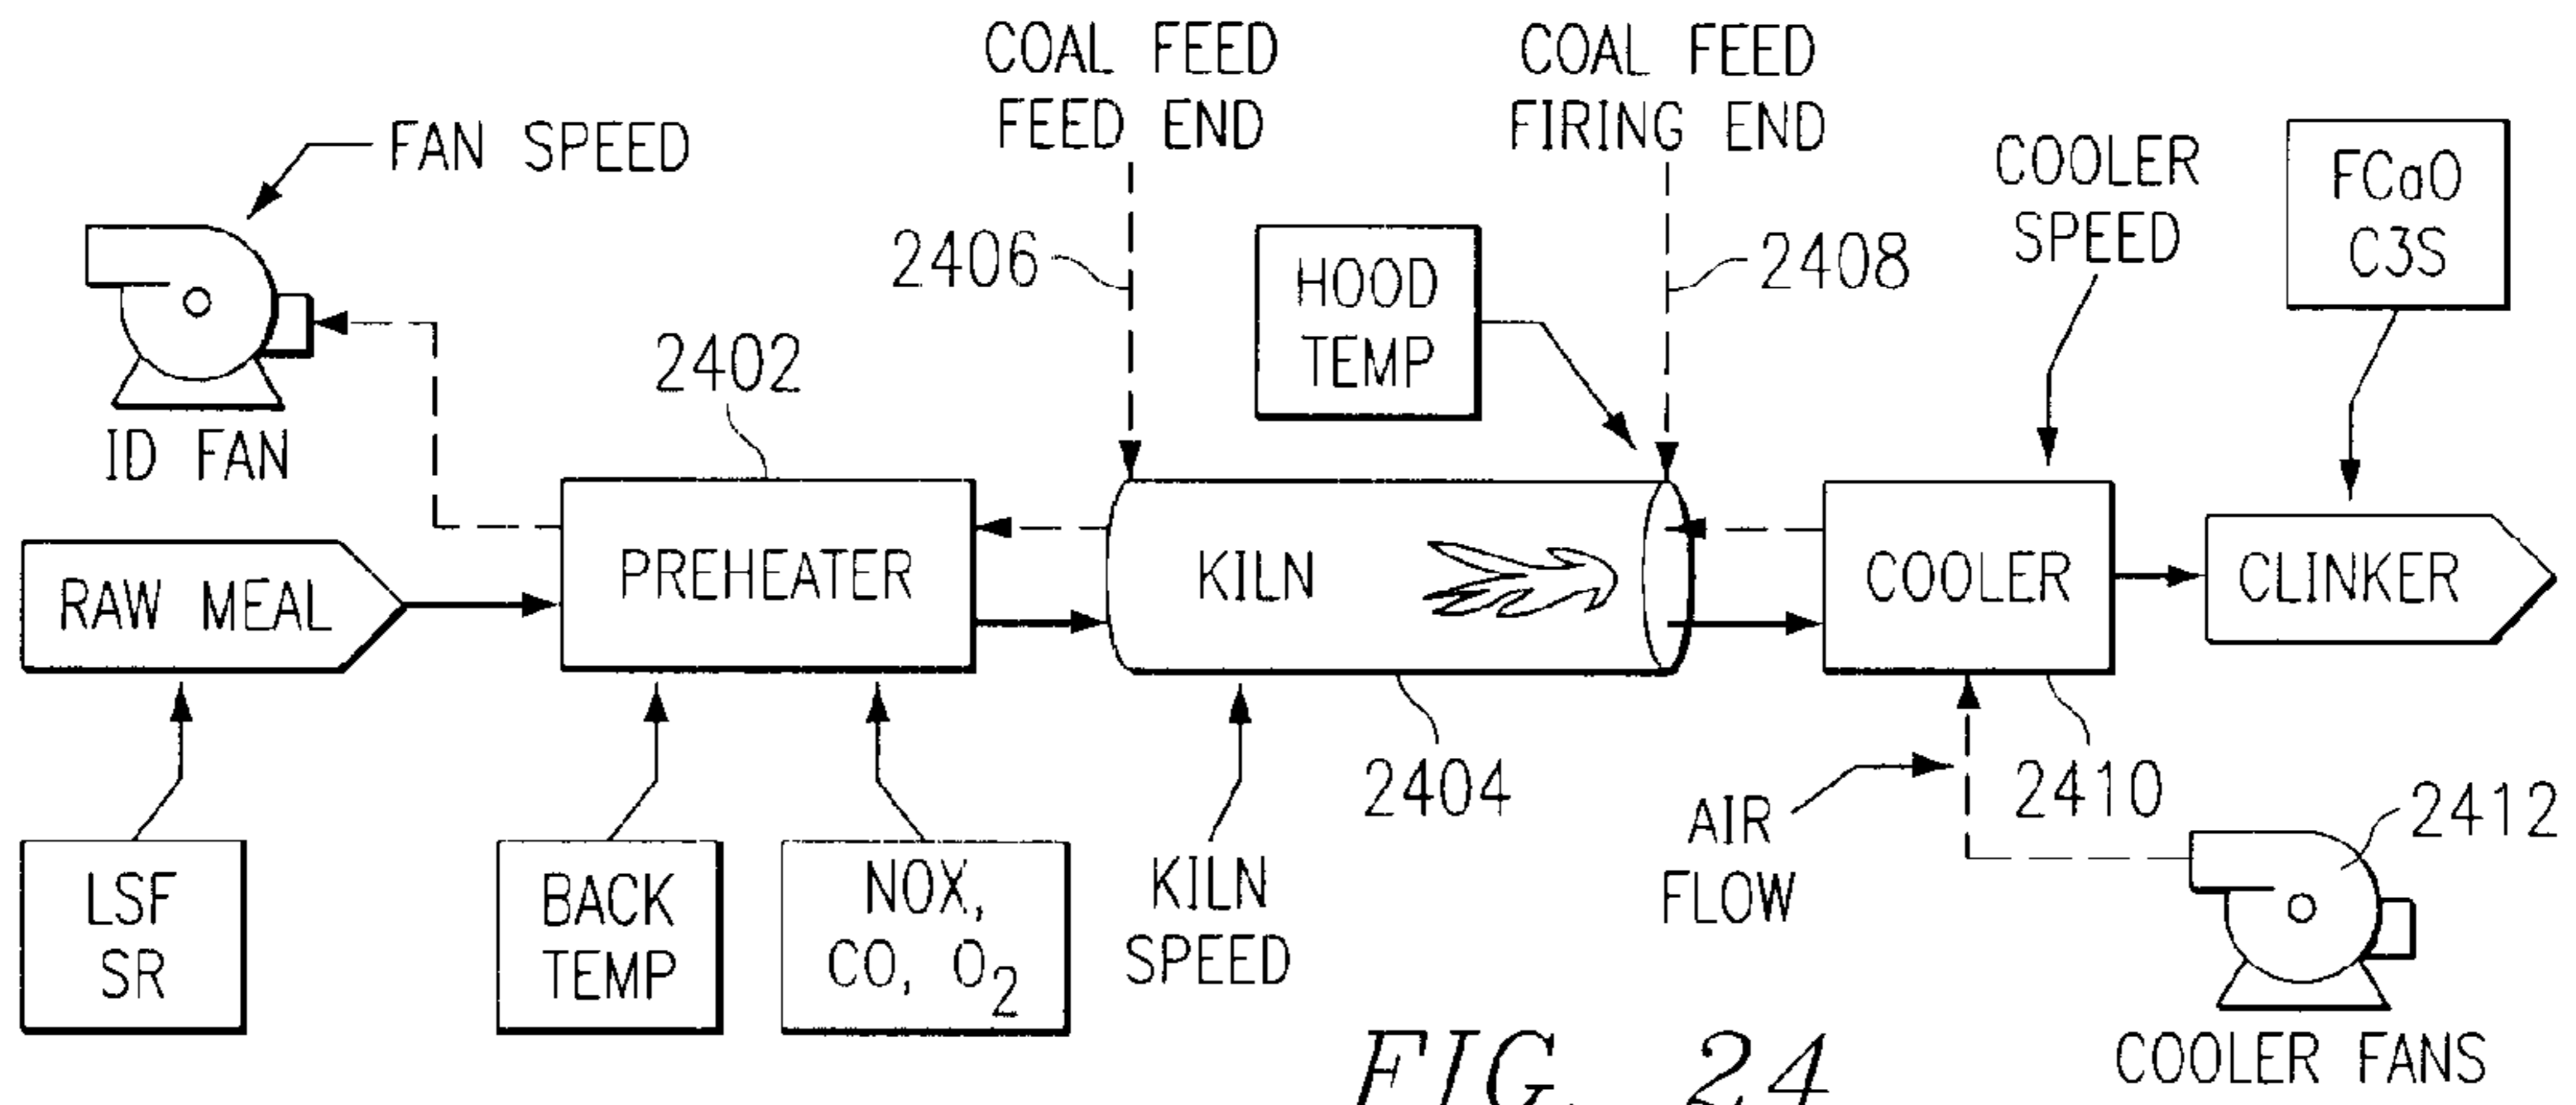 COAL FEED
FEED END
COAL FEED
FIRING END
FAN SPEED
COOLER
SPEED
FCaO
C3S
2406
HOOD
TEMP
2408
2402
ID FAN
RAW MEAL
PREHEATER
KILN
COOLER
CLINKER
LSF
SR
BACK
TEMP
NOX,
CO, O₂
KILN
SPEED
2404
AIR
FLOW
2410
2412
COOLER FANS
FIG. 24